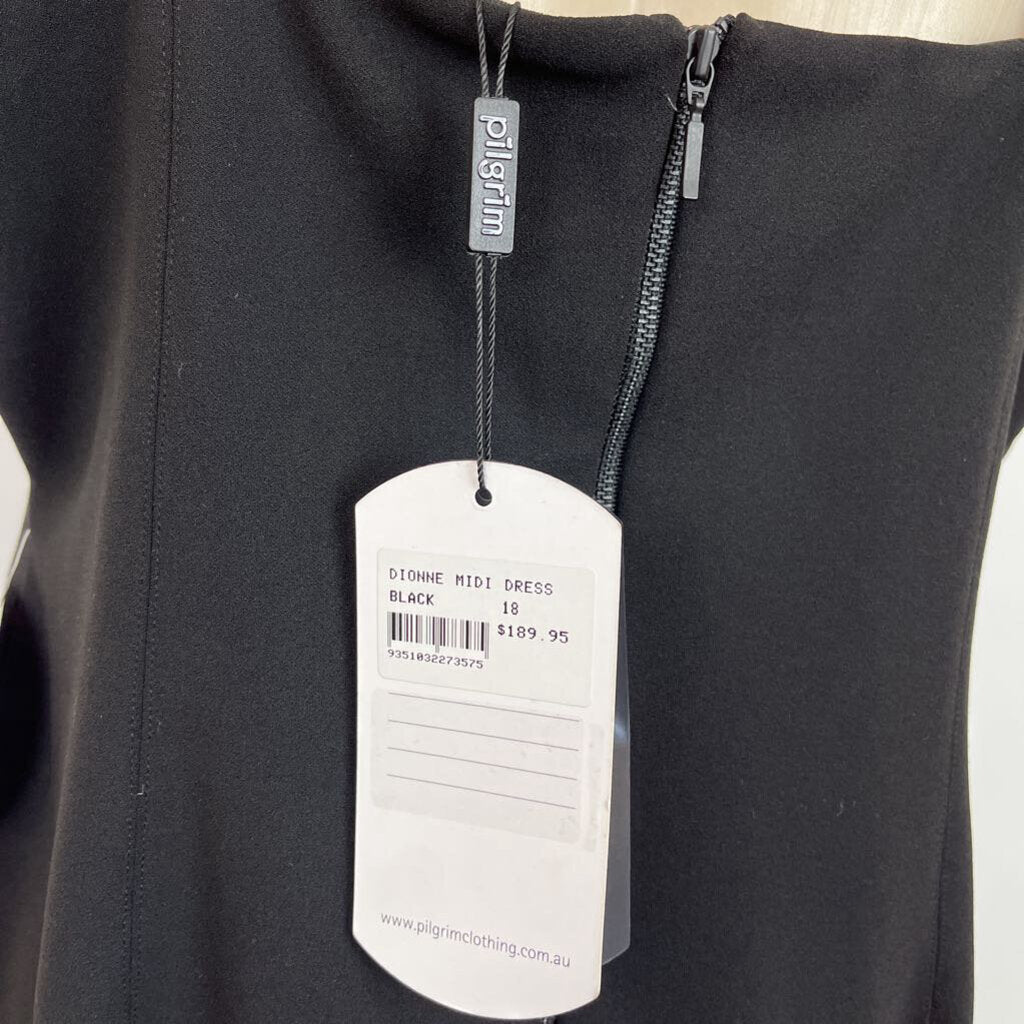 pilgrim
DIONNE MIDI DRESS
BLACK 18
$189.95
9351032273575
www.pilgrimclothing.com.au